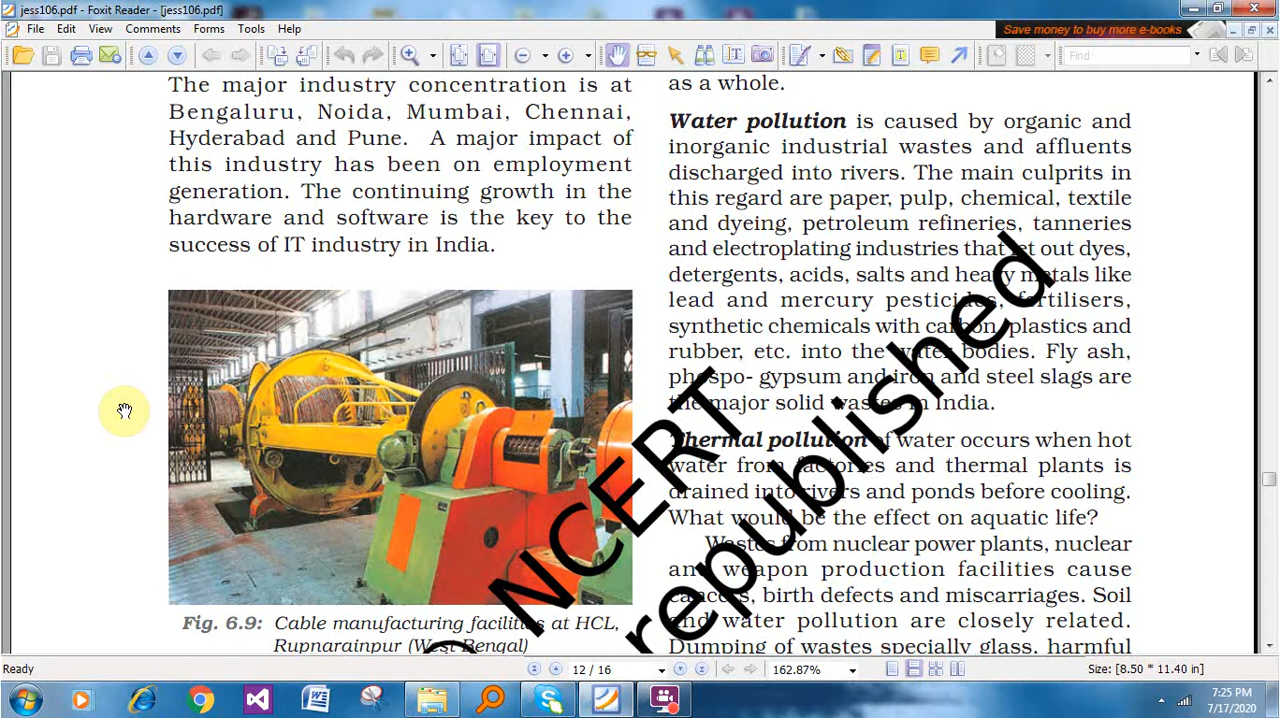 jess106.pdf - Foxit Reader - [jess106.pdf]
File Edit View Comments Forms Tools Help
Save money to buy more e-books
Find
The major industry concentration is at
Bengaluru, Noida, Mumbai, Chennai,
Hyderabad and Pune. A major impact of
this industry has been on employment
generation. The continuing growth in the
hardware and software is the key to the
success of IT industry in India.
Fig. 6.9: Cable manufacturing facilities at HCL,
Rupnarainpur (West Bengal)
as a whole.
Water pollution is caused by organic and
inorganic industrial wastes and affluents
discharged into rivers. The main culprits in
this regard are paper, pulp, chemical, textile
and dyeing, petroleum refineries, tanneries
and electroplating industries that let out dyes,
detergents, acids, salts and heavy metals like
lead and mercury pesticides, fertilisers,
synthetic chemicals with carbon, plastics and
rubber, etc. into the water bodies. Fly ash,
phospo- gypsum and iron and steel slags are
the major solid wastes in India.
Thermal pollution of water occurs when hot
water from factories and thermal plants is
drained into rivers and ponds before cooling.
What would be the effect on aquatic life?
Wastes from nuclear power plants, nuclear
and weapon production facilities cause
cancers, birth defects and miscarriages. Soil
and water pollution are closely related.
Dumping of wastes specially glass, harmful
NCERT
republished
Ready
12 / 16
162.87%
Size: [8.50 * 11.40 in]
7:25 PM
7/17/2020